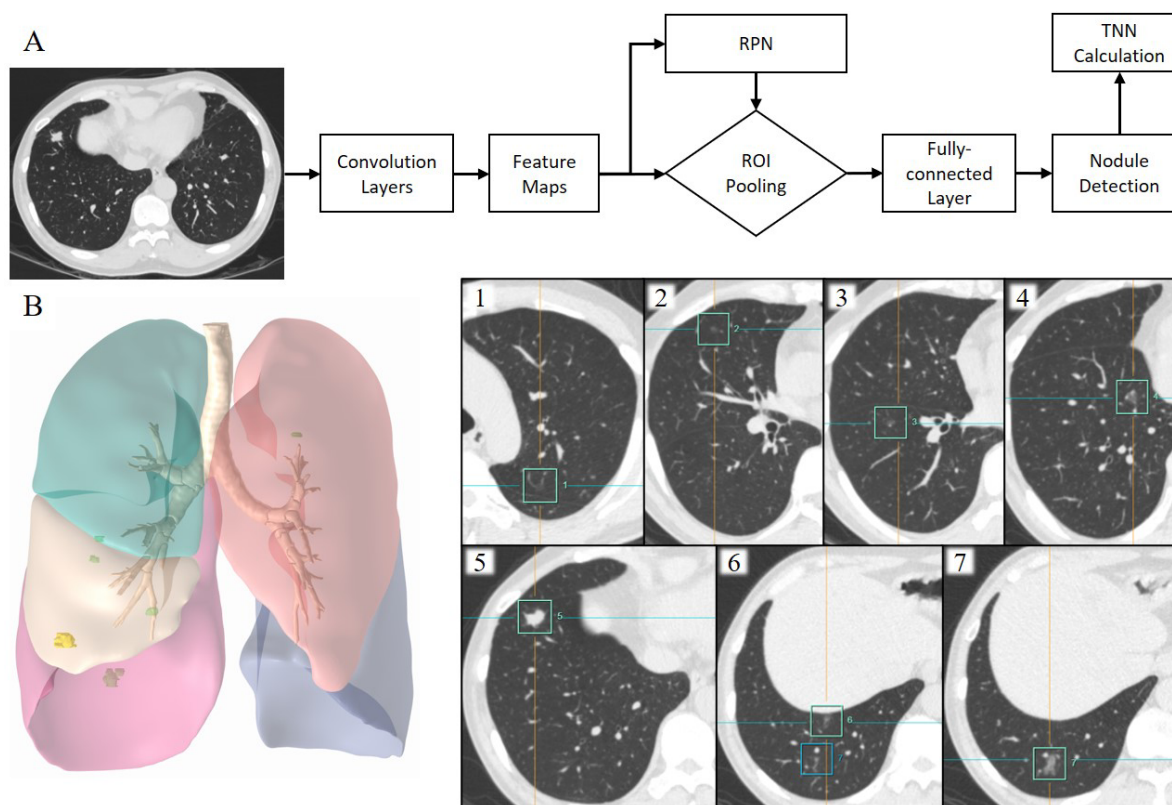 A
RPN
TNN
Calculation
Convolution
Layers
Feature
Maps
ROI
Pooling
Fully-
connected
Layer
Nodule
Detection
B
1
2
3
4
1
2
3
4
5
6
7
5
6
7
7